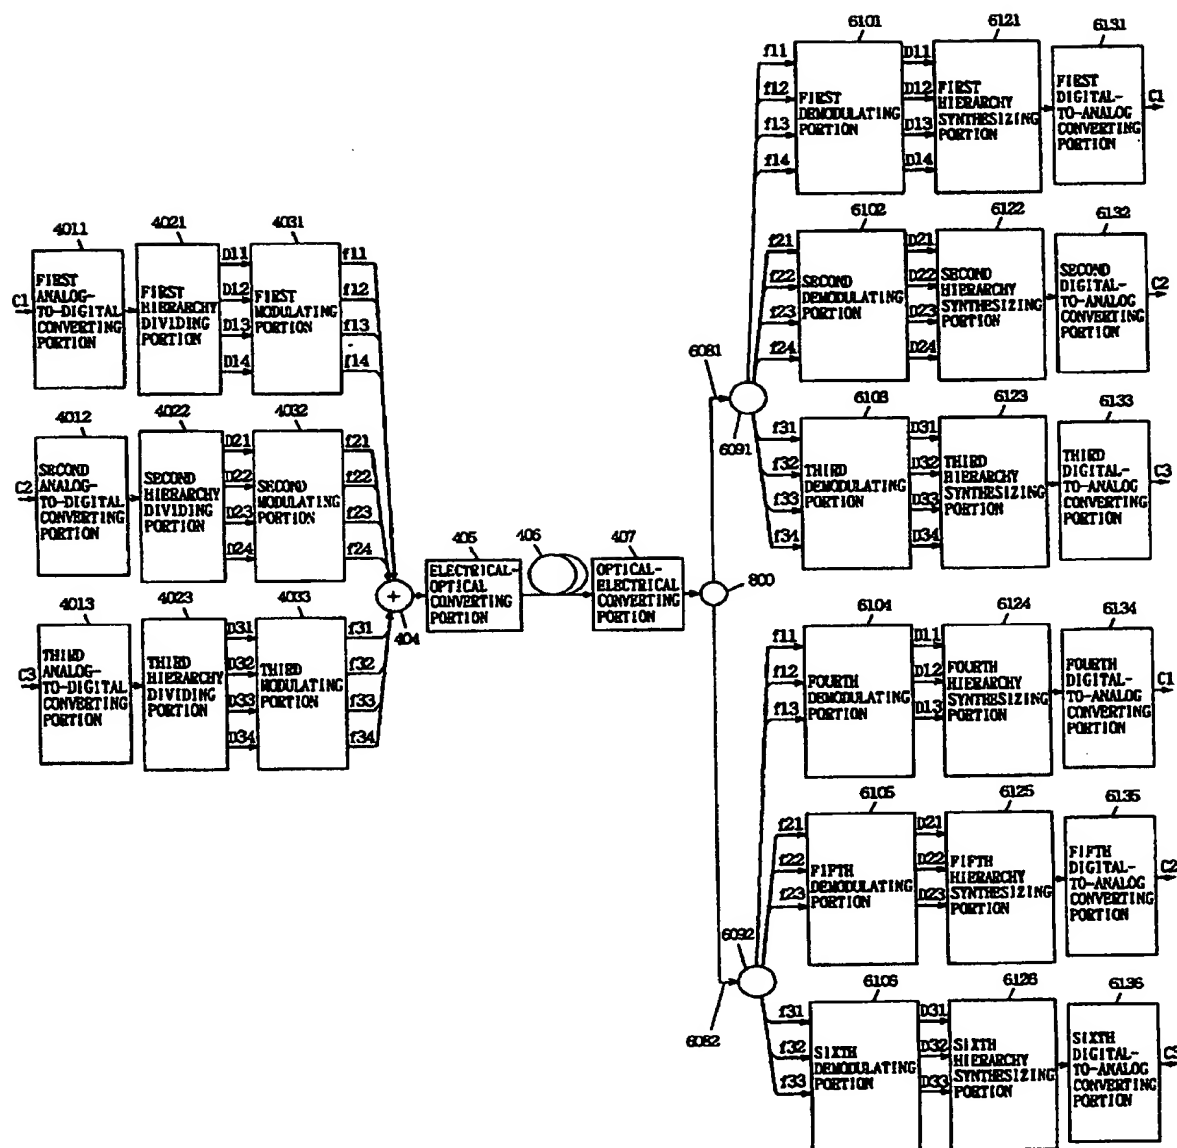 4011
C1
FIRST
ANALOG-
TO-DIGITAL
CONVERTING
PORTION
4021
FIRST
HIERARCHY
DIVIDING
PORTION
D11
D12
D13
D14
4031
FIRST
MODULATING
PORTION
f11
f12
f13
f14
4012
C2
SECOND
ANALOG-
TO-DIGITAL
CONVERTING
PORTION
4022
SECOND
HIERARCHY
DIVIDING
PORTION
D21
D22
D23
D24
4032
SECOND
MODULATING
PORTION
f21
f22
f23
f24
4013
C3
THIRD
ANALOG-
TO-DIGITAL
CONVERTING
PORTION
4023
THIRD
HIERARCHY
DIVIDING
PORTION
D31
D32
D33
D34
4033
THIRD
MODULATING
PORTION
f31
f32
f33
f34
+
404
405
ELECTRICAL-
OPTICAL
CONVERTING
PORTION
406
407
OPTICAL-
ELECTRICAL
CONVERTING
PORTION
800
6081
6091
6082
6092
f11
f12
f13
f14
6101
FIRST
DEMODULATING
PORTION
D11
D12
D13
D14
6121
FIRST
HIERARCHY
SYNTHESIZING
PORTION
6131
FIRST
DIGITAL-
TO-ANALOG
CONVERTING
PORTION
C1
f21
f22
f23
f24
6102
SECOND
DEMODULATING
PORTION
D21
D22
D23
D24
6122
SECOND
HIERARCHY
SYNTHESIZING
PORTION
6132
SECOND
DIGITAL-
TO-ANALOG
CONVERTING
PORTION
C2
f31
f32
f33
f34
6103
THIRD
DEMODULATING
PORTION
D31
D32
D33
D34
6123
THIRD
HIERARCHY
SYNTHESIZING
PORTION
6133
THIRD
DIGITAL-
TO-ANALOG
CONVERTING
PORTION
C3
f11
f12
f13
6104
FOURTH
DEMODULATING
PORTION
D11
D12
D13
6124
FOURTH
HIERARCHY
SYNTHESIZING
PORTION
6134
FOURTH
DIGITAL-
TO-ANALOG
CONVERTING
PORTION
C1
f21
f22
f23
6105
FIFTH
DEMODULATING
PORTION
D21
D22
D23
6125
FIFTH
HIERARCHY
SYNTHESIZING
PORTION
6135
FIFTH
DIGITAL-
TO-ANALOG
CONVERTING
PORTION
C2
f31
f32
f33
6106
SIXTH
DEMODULATING
PORTION
D31
D32
D33
6126
SIXTH
HIERARCHY
SYNTHESIZING
PORTION
6136
SIXTH
DIGITAL-
TO-ANALOG
CONVERTING
PORTION
C3